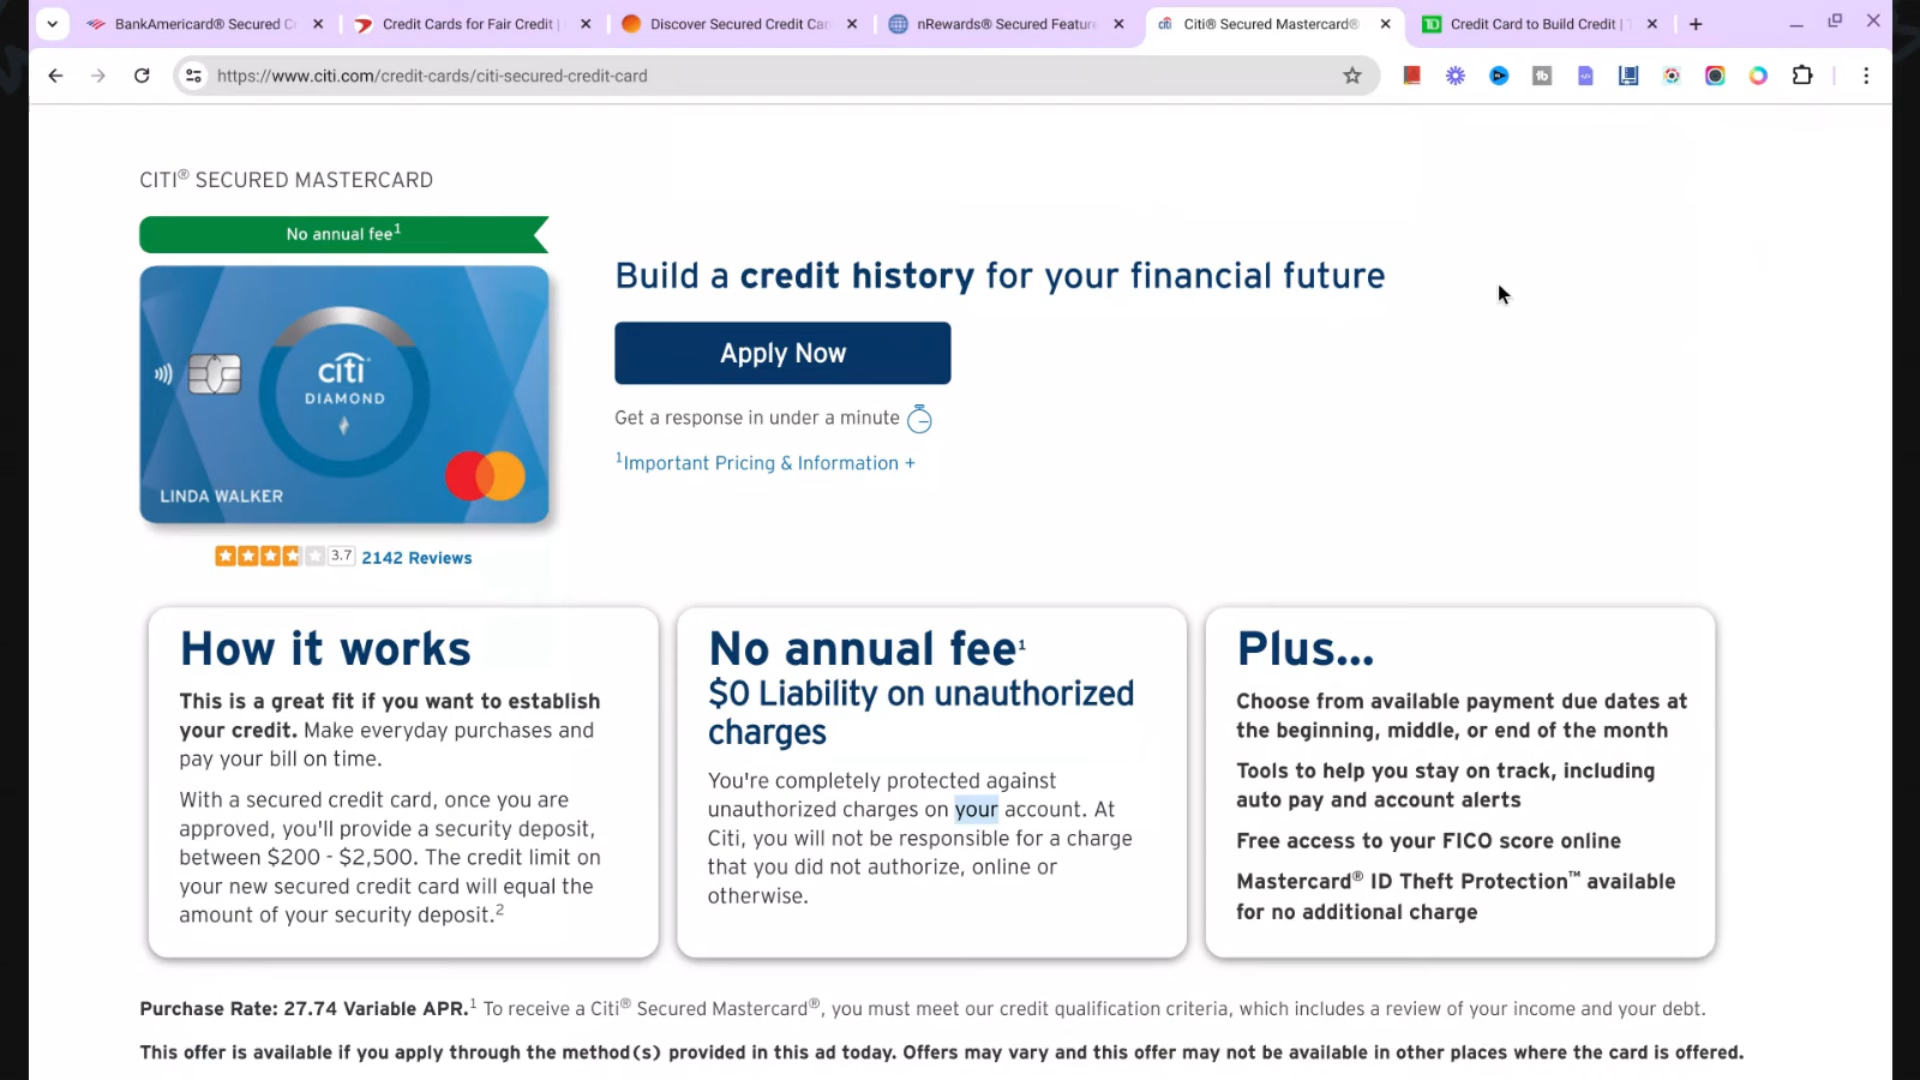 BankAmericard® Secured C
Credit Cards for Fair Credit |
Discover Secured Credit Car
nRewards® Secured Feature
citi
Citi® Secured Mastercard®
TD
Credit Card to Build Credit | T
https://www.citi.com/credit-cards/citi-secured-credit-card
CITI® SECURED MASTERCARD
No annual fee1
citi
DIAMOND
LINDA WALKER
3.7 2142 Reviews
Build a credit history for your financial future
Apply Now
Get a response in under a minute
1Important Pricing & Information +
How it works
This is a great fit if you want to establish
your credit. Make everyday purchases and
pay your bill on time.
With a secured credit card, once you are
approved, you'll provide a security deposit,
between $200 - $2,500. The credit limit on
your new secured credit card will equal the
amount of your security deposit.2
No annual fee1
$0 Liability on unauthorized
charges
You're completely protected against
unauthorized charges on your account. At
Citi, you will not be responsible for a charge
that you did not authorize, online or
otherwise.
Plus...
Choose from available payment due dates at
the beginning, middle, or end of the month
Tools to help you stay on track, including
auto pay and account alerts
Free access to your FICO score online
Mastercard® ID Theft Protection™ available
for no additional charge
Purchase Rate: 27.74 Variable APR.1 To receive a Citi® Secured Mastercard®, you must meet our credit qualification criteria, which includes a review of your income and your debt.
This offer is available if you apply through the method(s) provided in this ad today. Offers may vary and this offer may not be available in other places where the card is offered.